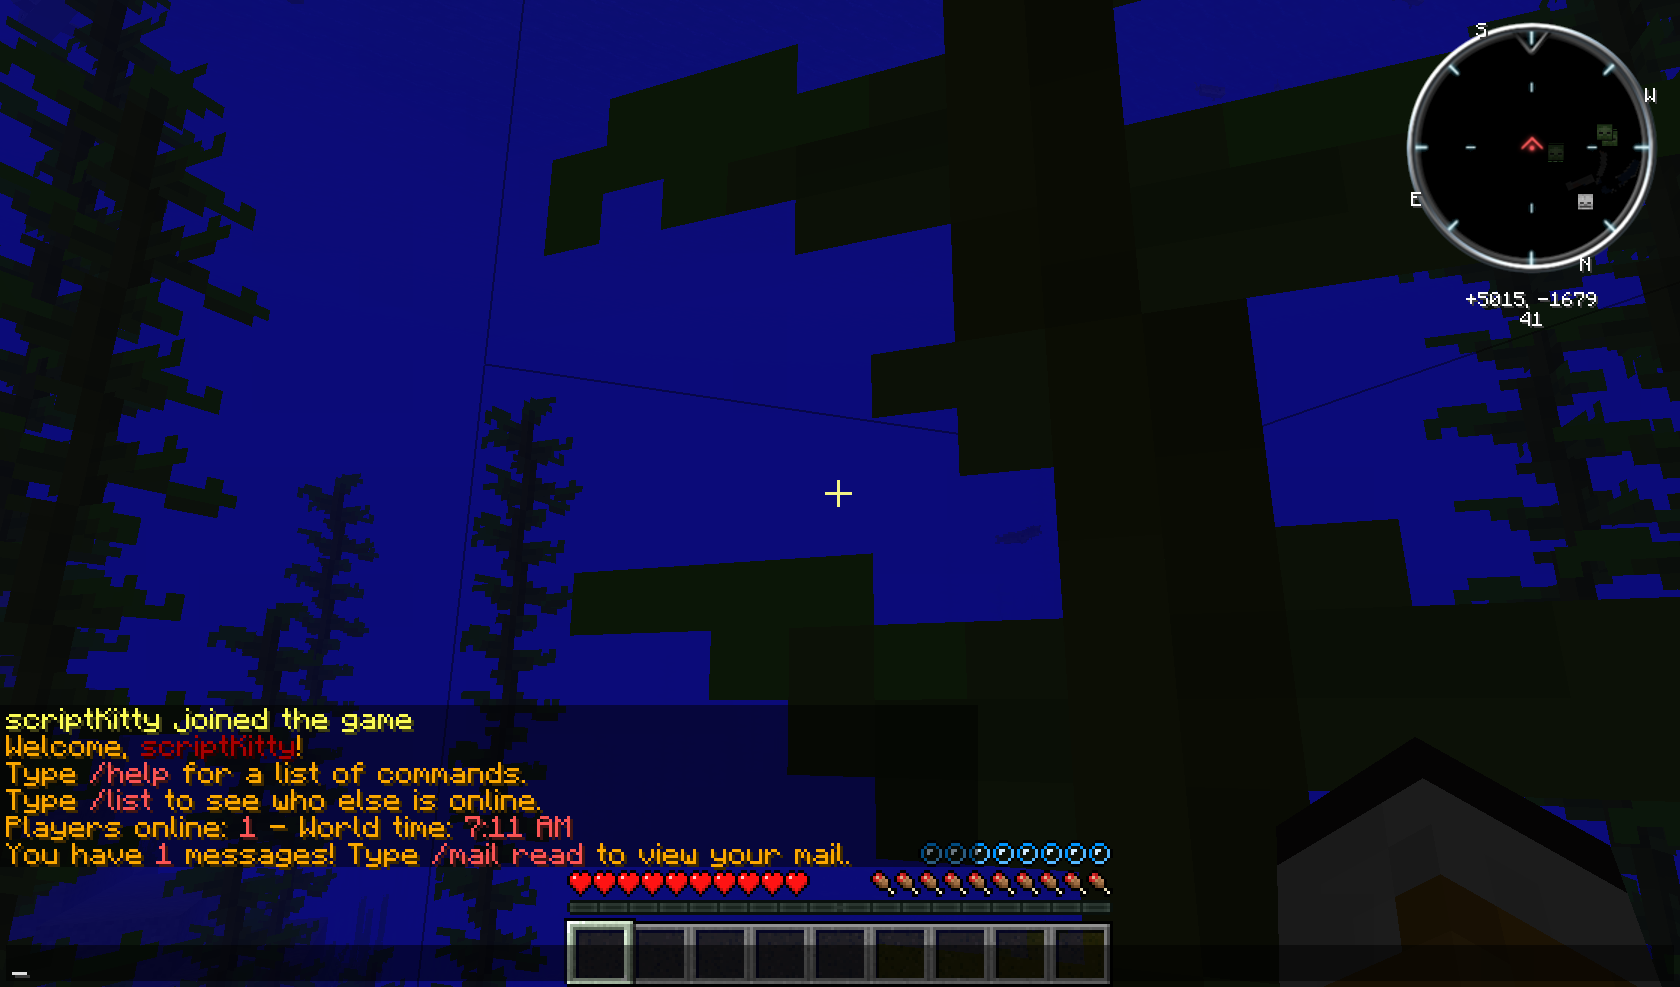 S
W
E
N
+5015, -1679
41
scriptKitty joined the game
Welcome, scriptKitty!
Type /help for a list of commands.
Type /list to see who else is online.
Players online: 1 - World time: 7:11 AM
You have 1 messages! Type /mail read to view your mail.
_